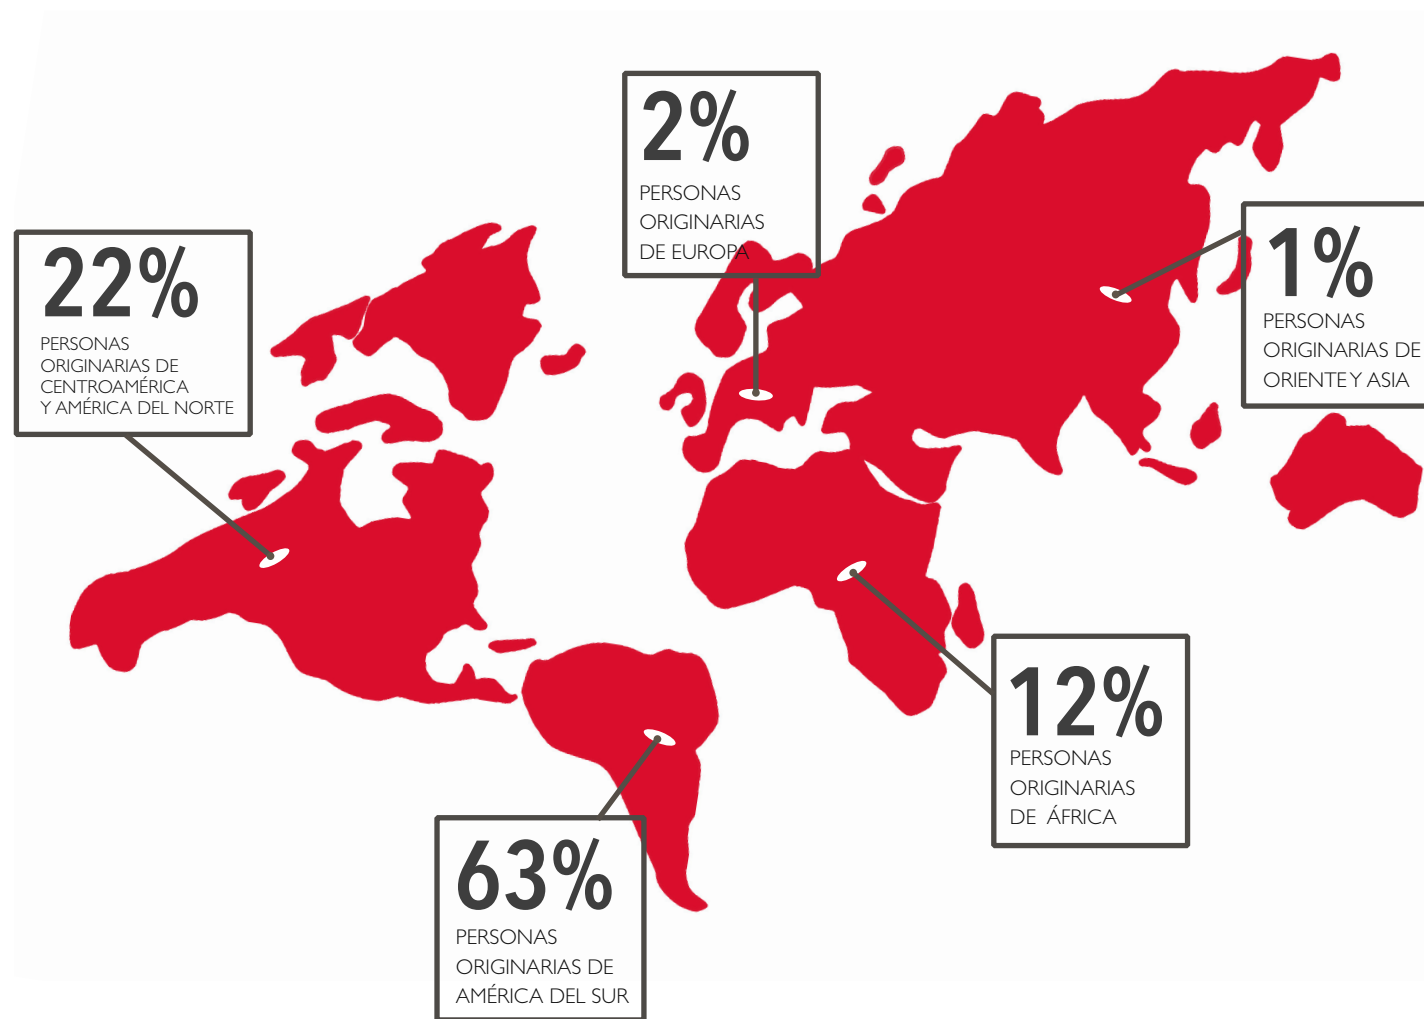 2%
PERSONAS
ORIGINARIAS
DE EUROPA
22%
PERSONAS
ORIGINARIAS DE
CENTROAMÉRICA
Y AMÉRICA DEL NORTE
1%
PERSONAS
ORIGINARIAS DE
ORIENTE Y ASIA
12%
PERSONAS
ORIGINARIAS
DE ÁFRICA
63%
PERSONAS
ORIGINARIAS DE
AMÉRICA DEL SUR